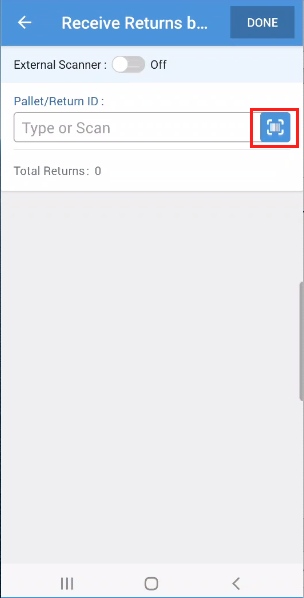 Receive Returns b... DONE
External Scanner : Off
Pallet/Return ID :
Type or Scan
Total Returns: 0